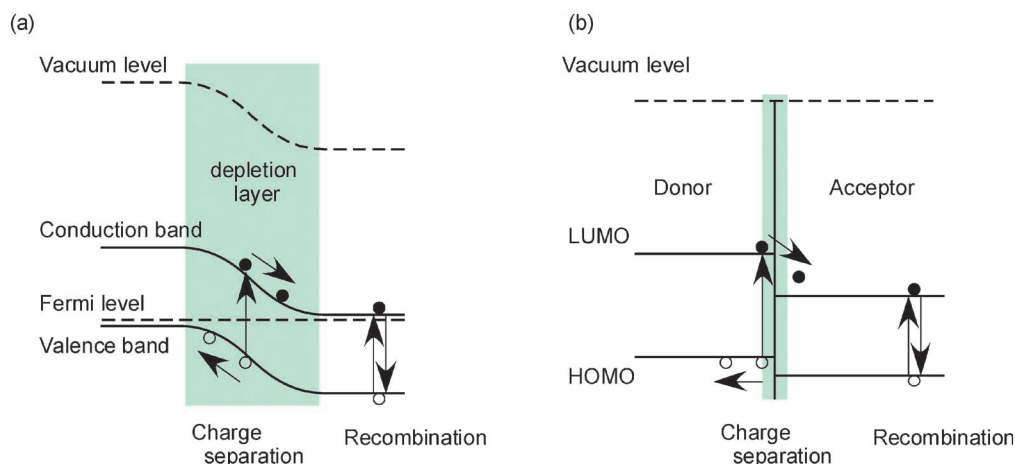 (a)
Vacuum level
depletion
layer
Conduction band
Fermi level
Valence band
Charge
separation
Recombination
(b)
Vacuum level
Donor
Acceptor
LUMO
HOMO
Charge
separation
Recombination